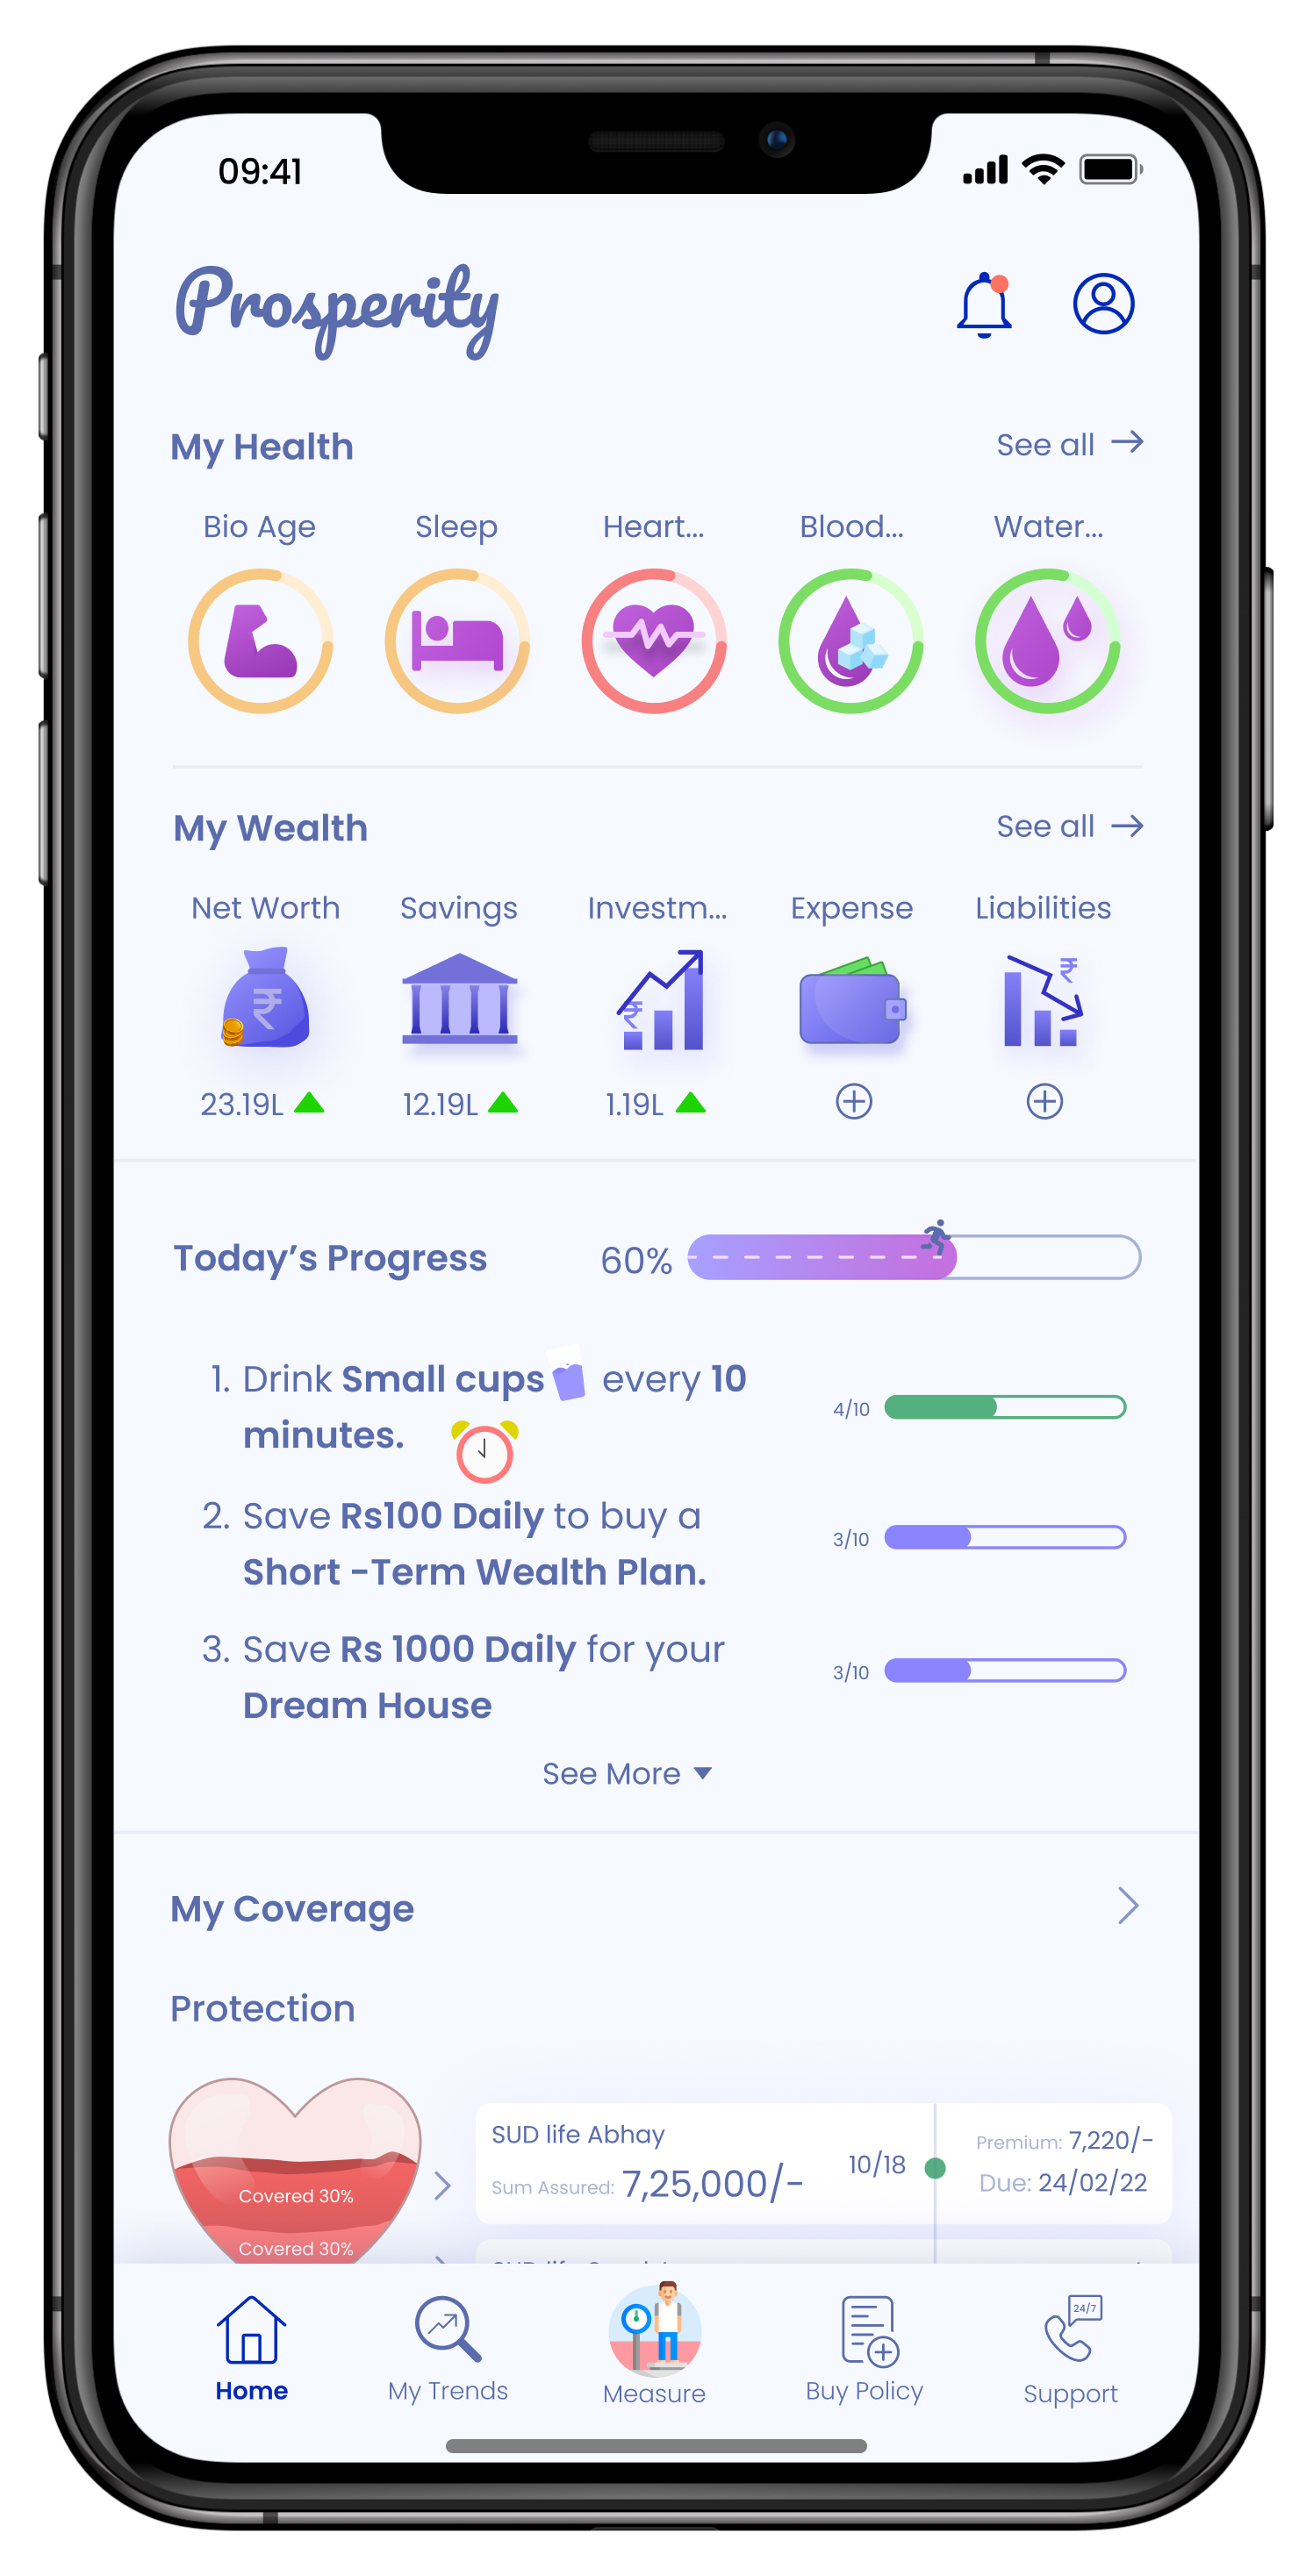 09:41
Prosperity
My Health
See all
Bio Age Sleep Heart... Blood... Water...
My Wealth
See all
Net Worth Savings Investm... Expense Liabilities
₹ ₹ ₹
23.19L 12.19L 1.19L
Today's Progress
60%
1. Drink Small cups every 10
minutes.
4/10
2. Save Rs100 Daily to buy a
Short -Term Wealth Plan.
3/10
3. Save Rs 1000 Daily for your
Dream House
3/10
See More
My Coverage
Protection
Covered 30%
Covered 30%
SUD life Abhay
Sum Assured: 7,25,000/-
10/18
Premium: 7,220/-
Due: 24/02/22
24/7
Home My Trends Measure Buy Policy Support